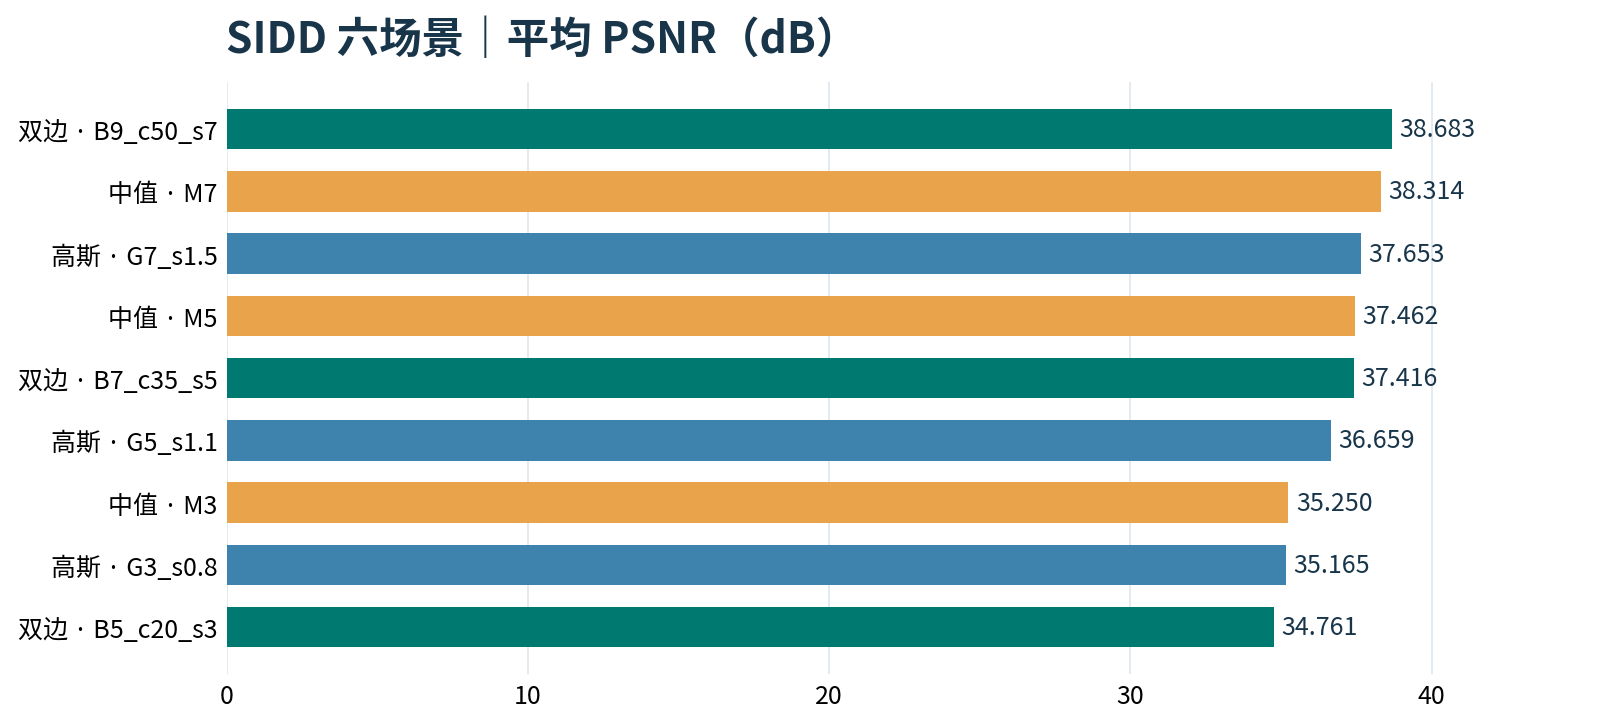 SIDD 六场景｜平均 PSNR（dB）
双边 · B9_c50_s7 38.683
中值 · M7 38.314
高斯 · G7_s1.5 37.653
中值 · M5 37.462
双边 · B7_c35_s5 37.416
高斯 · G5_s1.1 36.659
中值 · M3 35.250
高斯 · G3_s0.8 35.165
双边 · B5_c20_s3 34.761
0 10 20 30 40